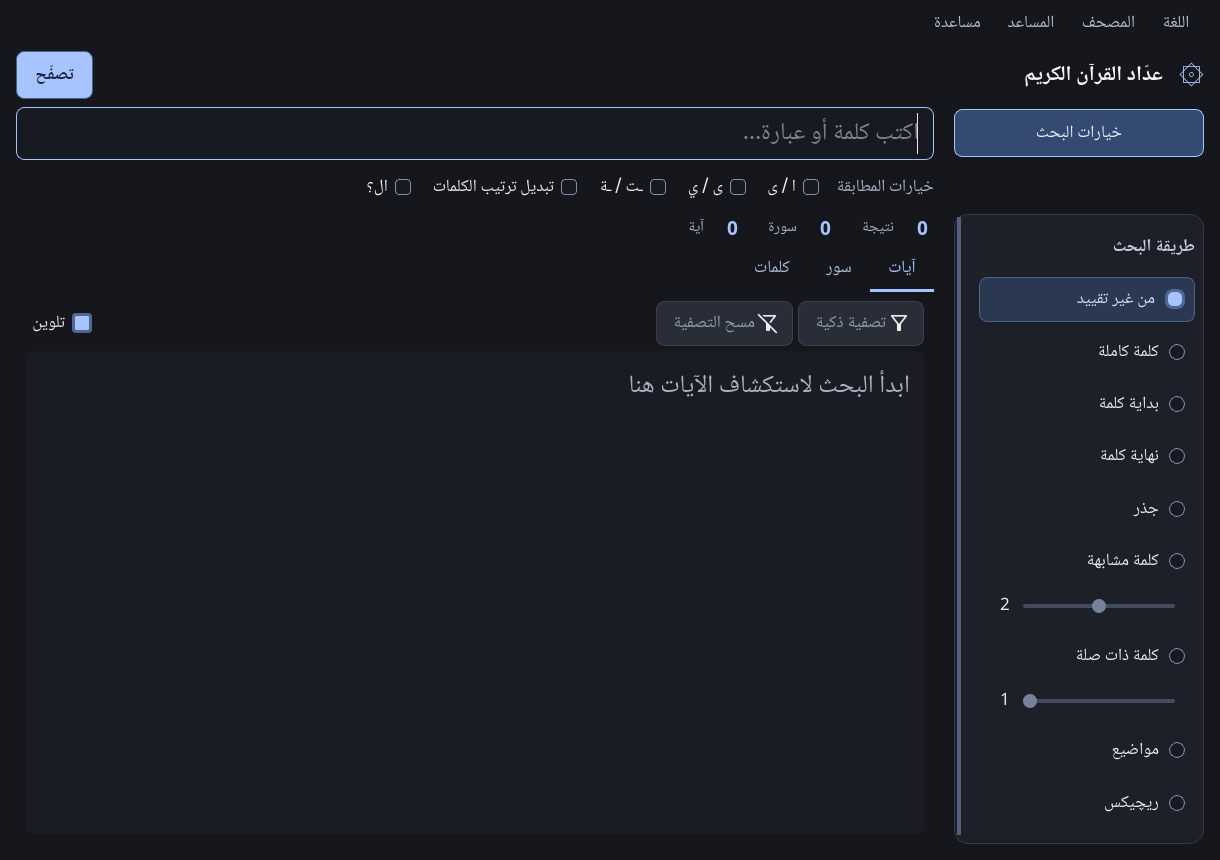 اللغة المصحف المساعد مساعدة
عدّاد القرآن الكريم
تصفّح
خيارات البحث
اكتب كلمة أو عبارة...
خيارات المطابقة ا / ى ى / ي ـت / ـة تبديل ترتيب الكلمات ال؟
0 نتيجة 0 سورة 0 آية
آيات سور كلمات
تصفية ذكية مسح التصفية تلوين
ابدأ البحث لاستكشاف الآيات هنا
طريقة البحث
من غير تقييد
كلمة كاملة
بداية كلمة
نهاية كلمة
جذر
كلمة مشابهة
2
كلمة ذات صلة
1
مواضيع
ريچيكس